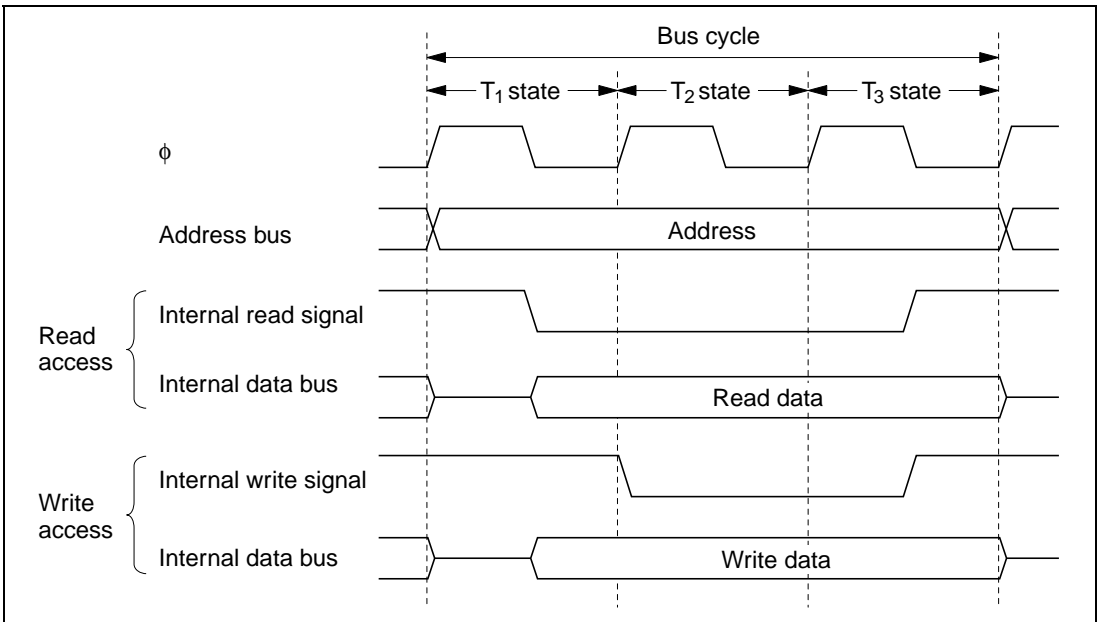 Bus cycle
T₁ state
T₂ state
T₃ state
ϕ
Address bus
Address
Read
access
Internal read signal
Internal data bus
Read data
Write
access
Internal write signal
Internal data bus
Write data